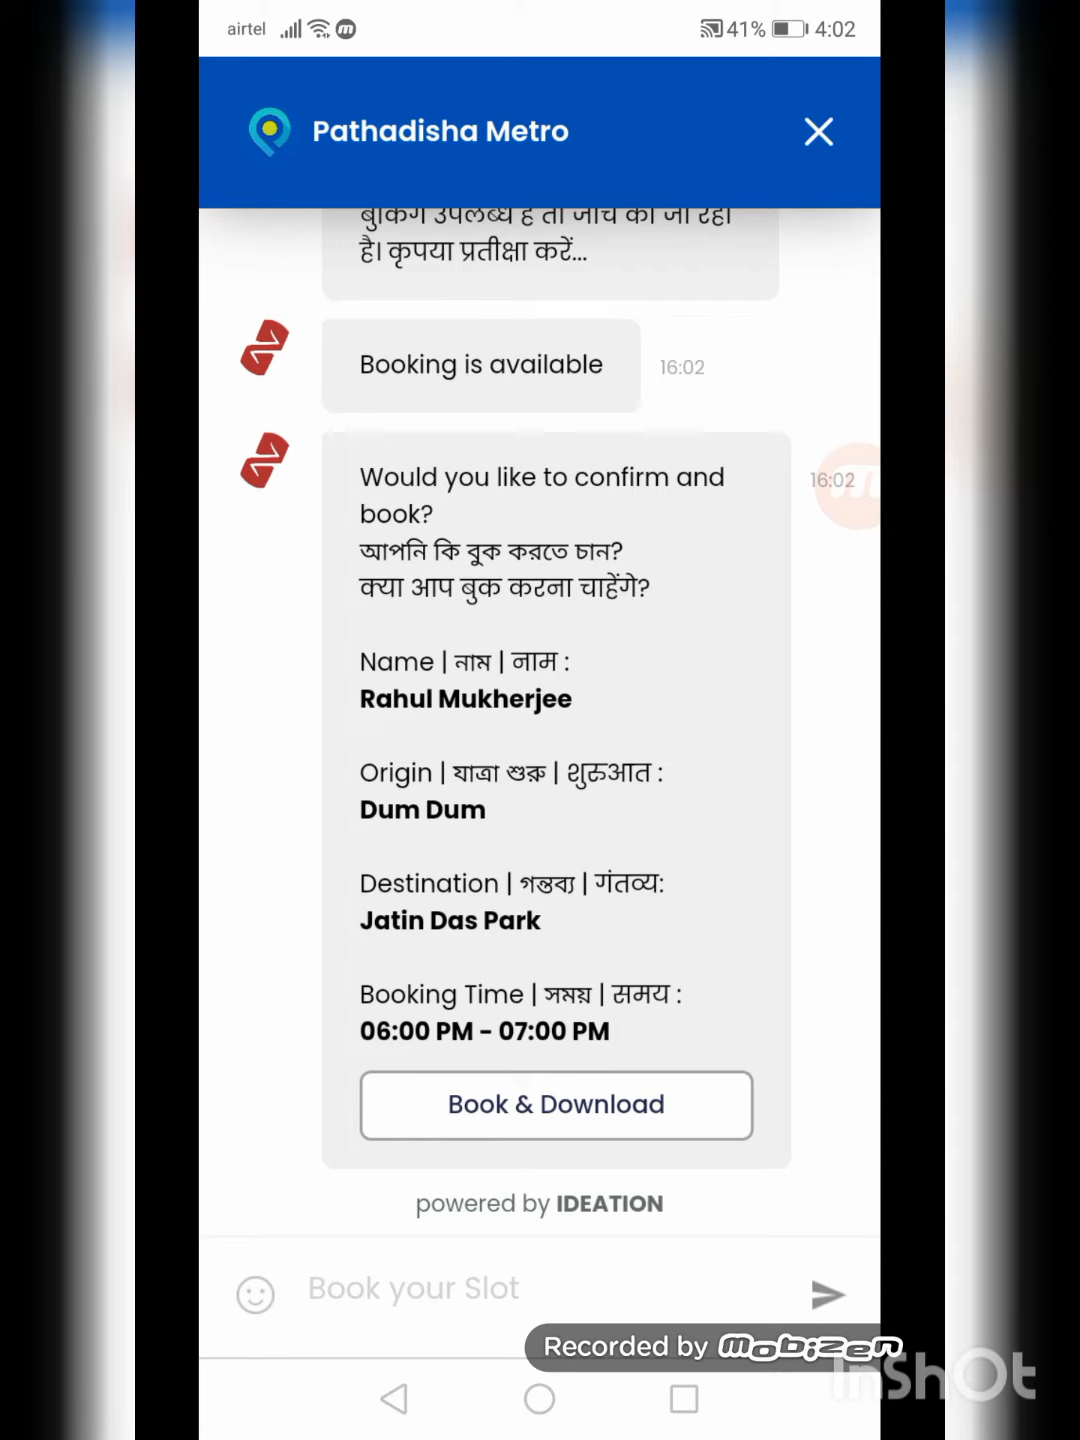 airtel
41% 4:02
Pathadisha Metro
बुकिंग उपलब्ध है तो जाँच की जा रही
है। कृपया प्रतीक्षा करें...
Booking is available
16:02
Would you like to confirm and
16:02
book?
আপনি কি বুক করতে চান?
क्या आप बुक करना चाहेंगे?
Name | নাম | नाम :
Rahul Mukherjee
Origin | যাত্রা শুরু | शुरुआत :
Dum Dum
Destination | গন্তব্য | गंतव्य:
Jatin Das Park
Booking Time | সময় | समय :
06:00 PM - 07:00 PM
Book & Download
powered by IDEATION
Book your Slot
Recorded by mobizen
InShOt